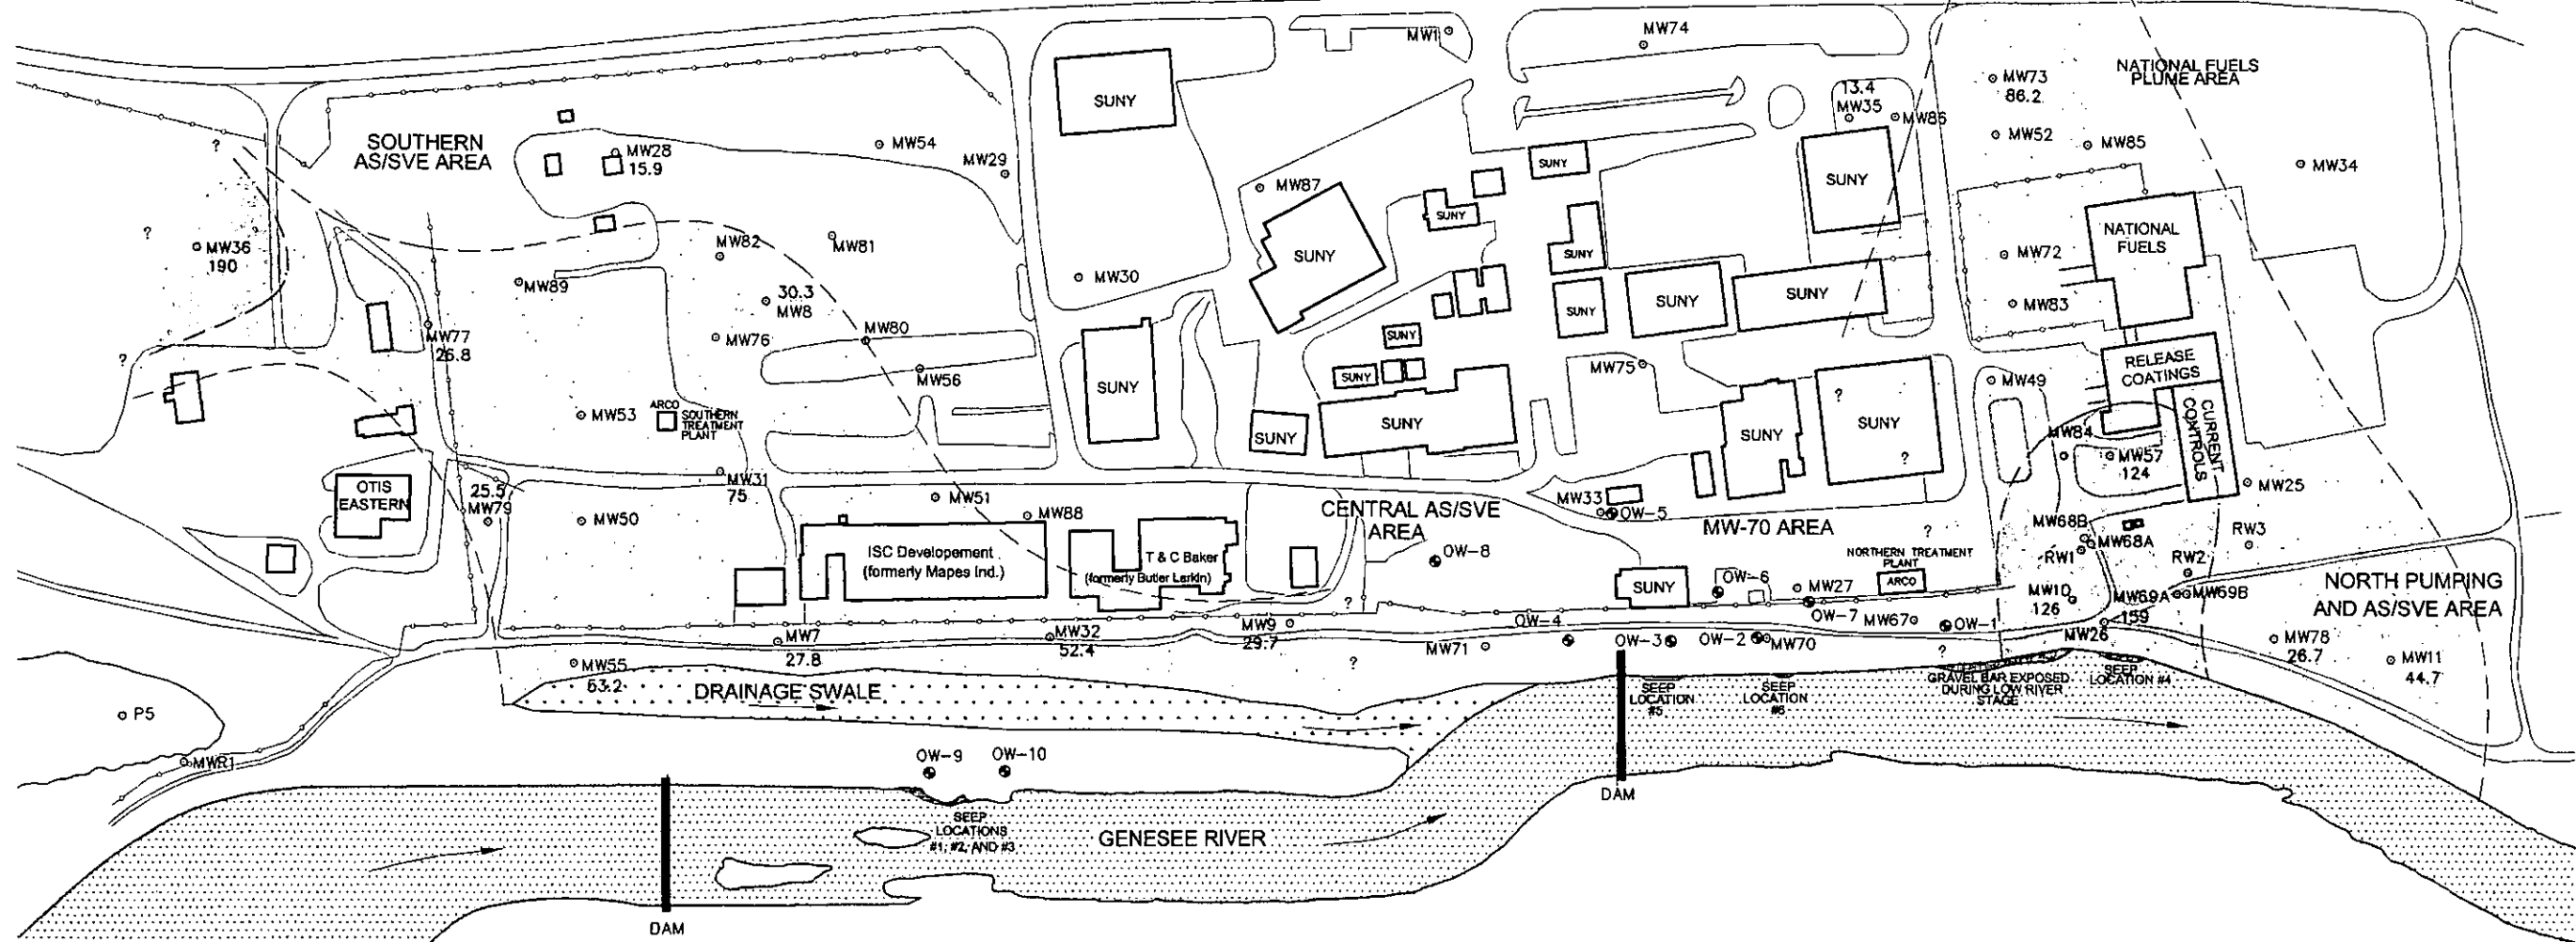 MW1
MW74
NATIONAL FUELS
PLUME AREA
MW73
86.2
13.4
MW35
MW86
SUNY
SOUTHERN
AS/SVE AREA
?
MW28
15.9
MW54
MW29
MW52
MW85
MW34
SUNY
SUNY
MW87
SUNY
MW36
190
?
MW82
MW81
SUNY
SUNY
NATIONAL
FUELS
MW72
MW89
30.3
MW8
MW30
SUNY
SUNY
SUNY
MW83
MW77
26.8
MW76
MW80
SUNY
?
MW56
SUNY
SUNY
MW75
RELEASE
COATINGS
MW49
MW53
ARCO
SOUTHERN
TREATMENT
PLANT
SUNY
SUNY
SUNY
?
SUNY
?
CURRENT
CONTROLS
MW84
MW57
124
MW31
75
OTIS
EASTERN
25.5
MW79
MW50
MW51
MW88
CENTRAL AS/SVE
AREA
MW33
OW-5
MW-70 AREA
?
MW25
MW68B
MW68A
RW1
RW3
RW2
ISC Developement
(formerly Mapes Ind.)
T & C Baker
(formerly Butler Larkin)
OW-8
NORTHERN TREATMENT
PLANT
ARCO
SUNY
OW-6
MW27
OW-7
MW67
OW-1
MW1D
126
MW69A
MW69B
159
MW26
NORTH PUMPING
AND AS/SVE AREA
?
MW7
27.8
MW32
52.4
MW9
29.7
OW-4
MW71
OW-3
OW-2
MW70
?
?
MW78
26.7
MW11
44.7
MW55
53.2
DRAINAGE SWALE
SEEP
LOCATION
#5
SEEP
LOCATION
#6
GRAVEL BAR EXPOSED
DURING LOW RIVER
STAGE
SEEP
LOCATION #4
P5
MWR1
OW-9
OW-10
DAM
SEEP
LOCATIONS
#1, #2, AND #3
GENESEE RIVER
DAM